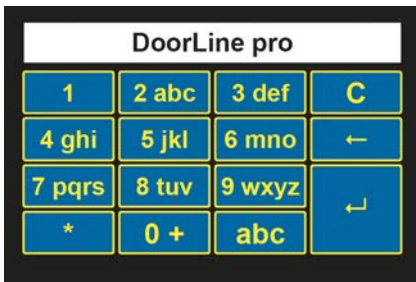 DoorLine pro
1 2 abc 3 def C
4 ghi 5 jkl 6 mno ←
7 pqrs 8 tuv 9 wxyz ↵
* 0 + abc